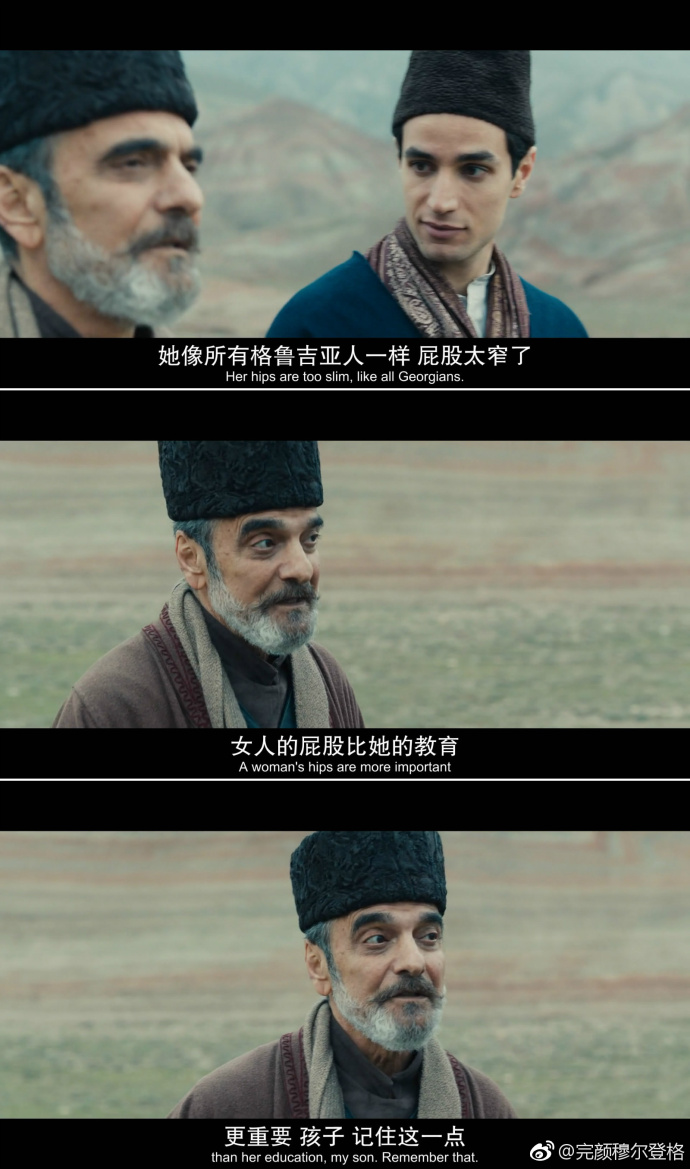 她像所有格鲁吉亚人一样 屁股太窄了
Her hips are too slim, like all Georgians.
女人的屁股比她的教育
A woman's hips are more important
更重要 孩子 记住这一点
than her education, my son. Remember that.
@完颜穆尔登格